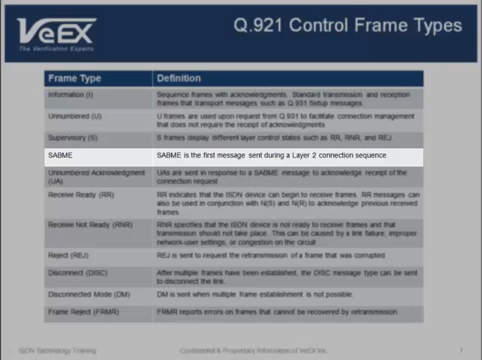 VeEX
The Verification Experts
Q.921 Control Frame Types
Frame Type Definition
Information (I) Sequence frames with acknowledgments. Standard transmission and reception
frames that transport messages such as Q.931 Setup messages.
Unnumbered (U) U frames are used upon request from Q.931 to facilitate connection management
that does not require the receipt of acknowledgments.
Supervisory (S) S frames display different layer control states such as RR, RNR, and REJ.
SABME SABME is the first message sent during a Layer 2 connection sequence
Unnumbered Acknowledgment UAs are sent in response to a SABME message to acknowledge receipt of the
(UA) connection request
Receive Ready (RR) RR indicates that the ISDN device can begin to receive frames. RR messages can
also be used in conjunction with N(S) and N(R) to acknowledge previous received
frames
Receive Not Ready (RNR) RNR specifies that the ISDN device is not ready to receive frames and that
transmission should not take place. This can be caused by a link failure, improper
network-user settings, or congestion on the circuit
Reject (REJ) REJ is sent to request the retransmission of a frame that was corrupted
Disconnect (DISC) After multiple frames have been established, the DISC message type can be sent
to disconnect the link.
Disconnected Mode (DM) DM is sent when multiple frame establishment is not possible.
Frame Reject (FRMR) FRMR reports errors on frames that cannot be recovered by retransmission
ISDN Technology Training Confidential & Proprietary Information of VeEX Inc. 7